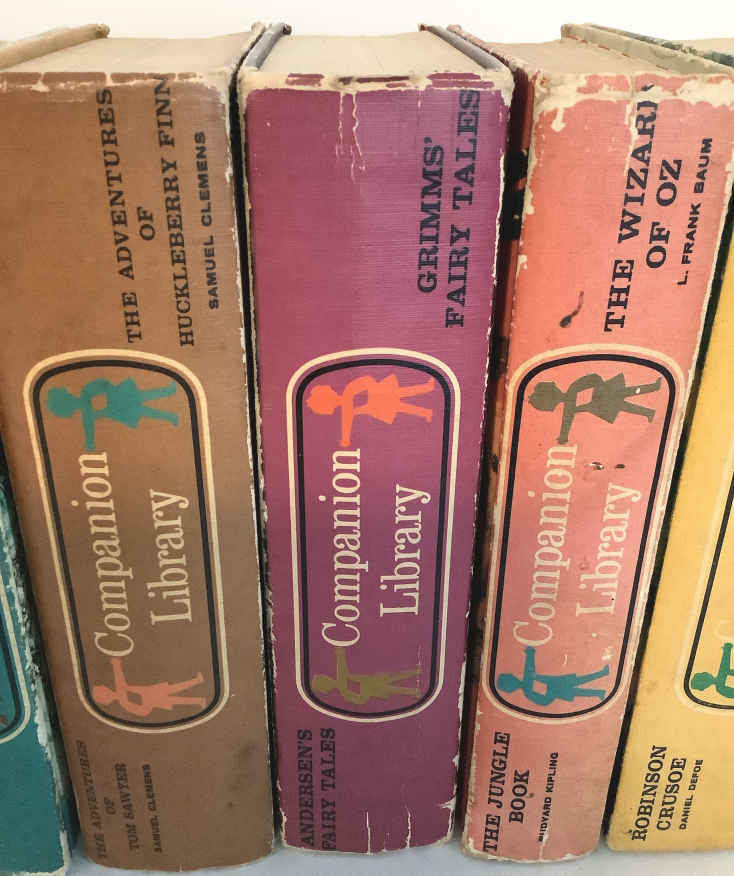 THE ADVENTURES
OF
HUCKLEBERRY FINN
SAMUEL CLEMENS
Companion
Library
THE ADVENTURES
OF
TOM SAWYER
SAMUEL CLEMENS
GRIMMS'
FAIRY TALES
Companion
Library
ANDERSEN'S
FAIRY TALES
THE WIZARD
OF OZ
L. FRANK BAUM
Companion
Library
THE JUNGLE
BOOK
RUDYARD KIPLING
ROBINSON
CRUSOE
DANIEL DEFOE